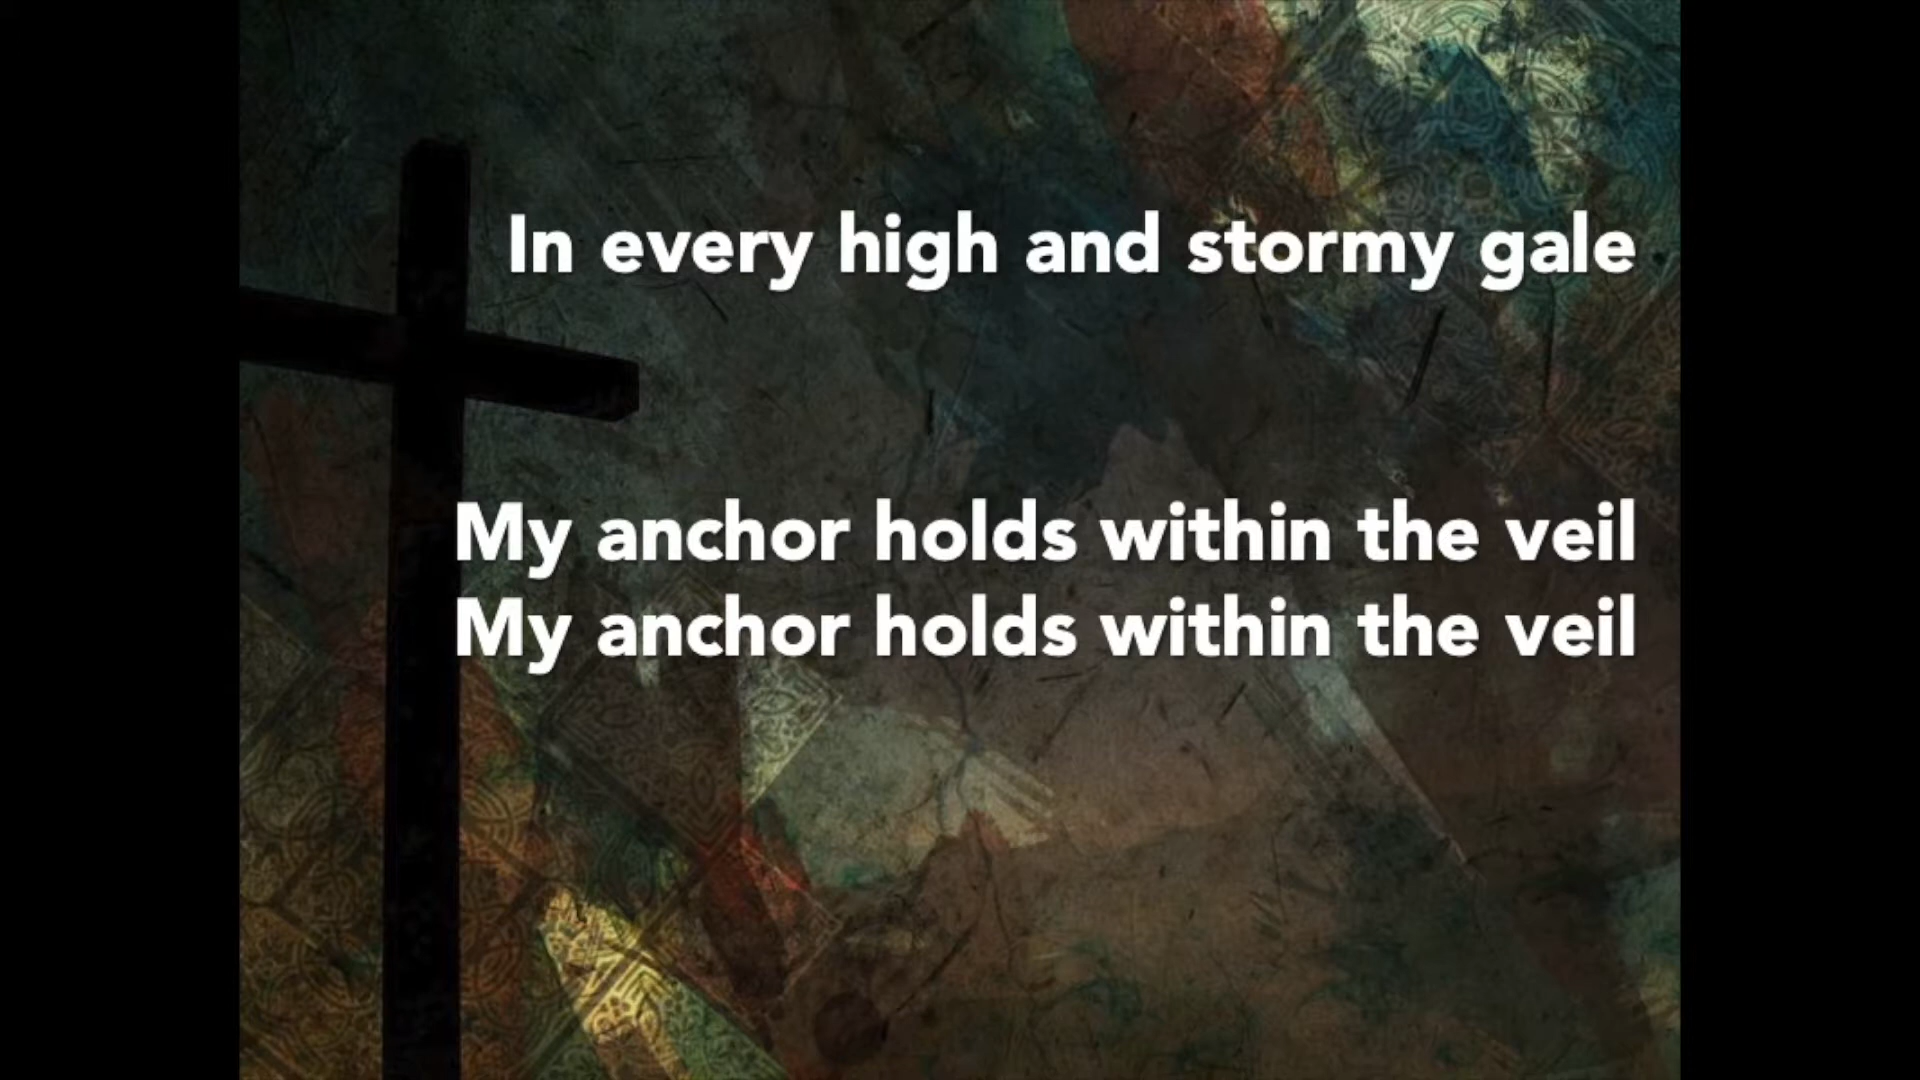 In every high and stormy gale
My anchor holds within the veil
My anchor holds within the veil